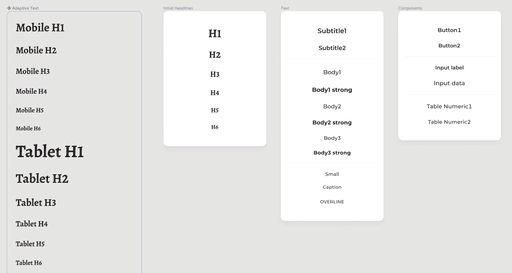 Adaptive Text
Mobile H1
Mobile H2
Mobile H3
Mobile H4
Mobile H5
Mobile H6
Tablet H1
Tablet H2
Tablet H3
Tablet H4
Tablet H5
Tablet H6
H1
H2
H3
H4
H5
H6
Text
Subtitle1
Subtitle2
Body1
Body1 strong
Body2
Body2 strong
Body3
Body3 strong
Small
Caption
OVERLINE
Components
Button1
Button2
Input label
Input data
Table Numeric1
Table Numeric2